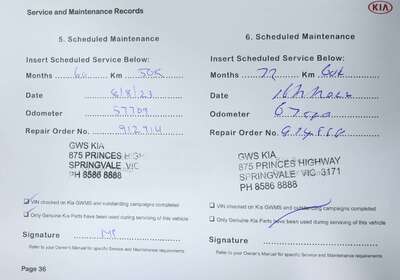 Service and Maintenance Records
KIA
5. Scheduled Maintenance
Insert Scheduled Service Below:
Months 60 Km 50K
Date 8/8/23
Odometer 57709
Repair Order No. 912914
GWS KIA
875 PRINCES HIGH
SPRINGVALE VIC
PH 8586 8888
VIN checked on Kia GWMS and outstanding campaigns completed
Only Genuine Kia Parts have been used during servicing of this vehicle
Signature
Refer to your Owner's Manual for specific Service and Maintenance requirements
Page 36
6. Scheduled Maintenance
Insert Scheduled Service Below:
Months 72 Km 60K
Date
Odometer
Repair Order No.
GWS KIA
875 PRINCES HIGHWAY
SPRINGVALE VIC 3171
PH 8586 8888
VIN checked on Kia GWMS and outstanding campaigns completed
Only Genuine Kia Parts have been used during servicing of this vehicle
Signature
Refer to your Owner's Manual for specific Service and Maintenance requirements